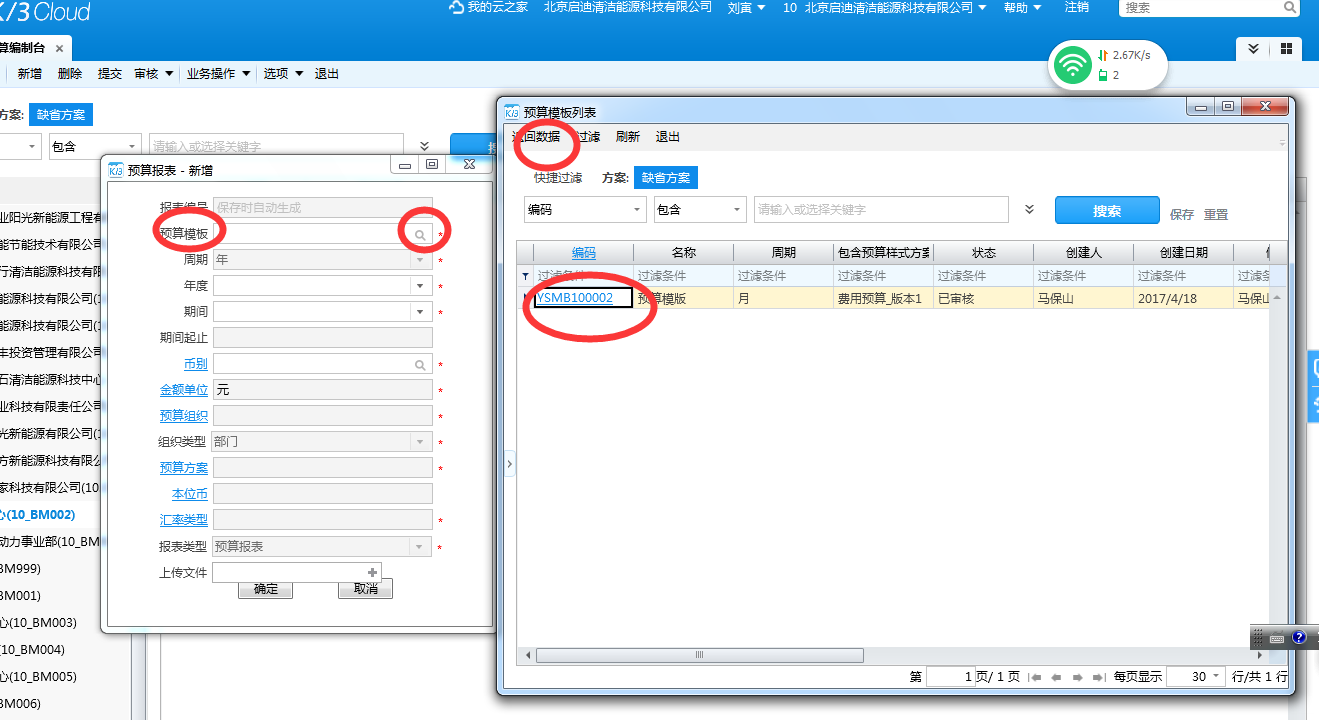 K/3 Cloud
我的云之家 北京启迪清洁能源科技有限公司 刘寅 10 北京启迪清洁能源科技有限公司 帮助 注销 搜索
算编制台 ×
新增 删除 提交 审核 业务操作 选项 退出
2.67K/s
2
方案: 缺省方案
包含 请输入或选择关键字
业阳光新能源工程有
能节能技术有限公司
行清洁能源科技有限
能源科技有限公司(
能源科技有限公司(
丰投资管理有限公司
石清洁能源科技中心
业科技有限责任公司
光新能源有限公司(
方新能源科技有限公
家科技有限公司(10
心(10_BM002)
动力事业部(10_BM
BM999)
BM001)
心(10_BM003)
(10_BM004)
心(10_BM005)
BM006)
K/3 预算报表 - 新增
报表编号 保存时自动生成
预算模板 *
周期 年 *
年度 *
期间 *
期间起止
币别 *
金额单位 元 *
预算组织 *
组织类型 部门 *
预算方案 *
本位币
汇率类型 *
报表类型 预算报表 *
上传文件
确定 取消
K/3 预算模板列表
返回数据 过滤 刷新 退出
快捷过滤 方案: 缺省方案
编码 包含 请输入或选择关键字 搜索 保存 重置
编码 名称 周期 包含预算样式方案 状态 创建人 创建日期
过滤条件 过滤条件 过滤条件 过滤条件 过滤条件 过滤条件 过滤条件 过滤条
YSMB100002 预算模版 月 费用预算_版本1 已审核 马保山 2017/4/18 马保山
第 1 页/ 1 页 每页显示 30 行/共 1 行